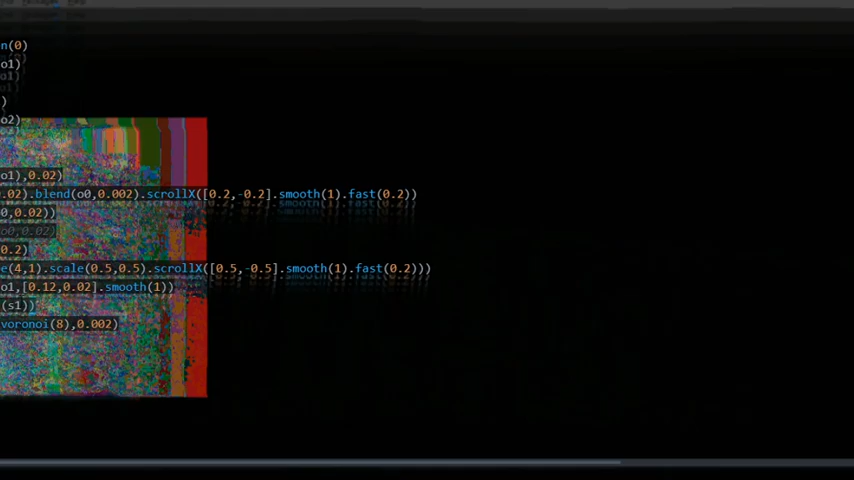 n(0)
o1)
)
o2)
o1),0.02)
0.02).blend(o0,0.002).scrollX([0.2,-0.2].smooth(1).fast(0.2))
0,0.02))
o0,0.02)
0.2)
e(4,1).scale(0.5,0.5).scrollX([0.5,-0.5].smooth(1).fast(0.2)))
o1,[0.12,0.02].smooth(1))
(s1))
voronoi(8),0.002)